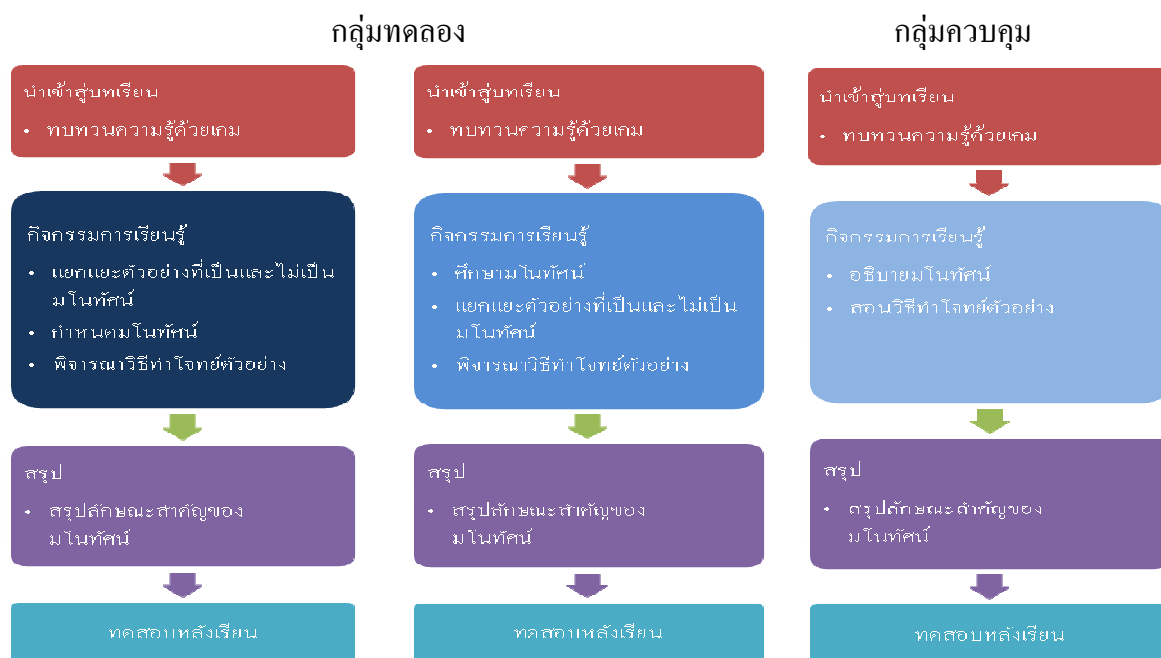 กลุ่มทดลอง
กลุ่มควบคุม
นำเข้าสู่บทเรียน
• ทบทวนความรู้ด้วยเกม
กิจกรรมการเรียนรู้
• แยกแยะตัวอย่างที่เป็นและไม่เป็น
มโนทัศน์
• กำหนดมโนทัศน์
• พิจารณาวิธีทำโจทย์ตัวอย่าง
สรุป
• สรุปลักษณะสำคัญของ
มโนทัศน์
ทดสอบหลังเรียน
นำเข้าสู่บทเรียน
• ทบทวนความรู้ด้วยเกม
กิจกรรมการเรียนรู้
• ศึกษามโนทัศน์
• แยกแยะตัวอย่างที่เป็นและไม่เป็น
มโนทัศน์
• พิจารณาวิธีทำโจทย์ตัวอย่าง
สรุป
• สรุปลักษณะสำคัญของ
มโนทัศน์
ทดสอบหลังเรียน
นำเข้าสู่บทเรียน
• ทบทวนความรู้ด้วยเกม
กิจกรรมการเรียนรู้
• อธิบายมโนทัศน์
• สอนวิธีทำโจทย์ตัวอย่าง
สรุป
• สรุปลักษณะสำคัญของ
มโนทัศน์
ทดสอบหลังเรียน